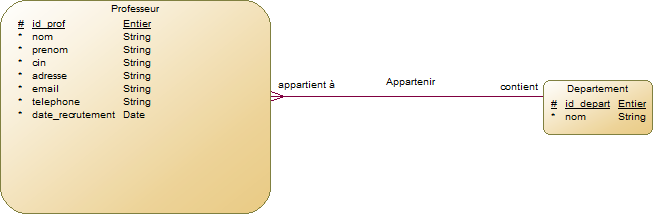 Professeur
# id_prof Entier
* nom String
* prenom String
* cin String
* adresse String
* email String
* telephone String
* date_recrutement Date
appartient à
Appartenir
contient
Departement
# id_depart Entier
* nom String